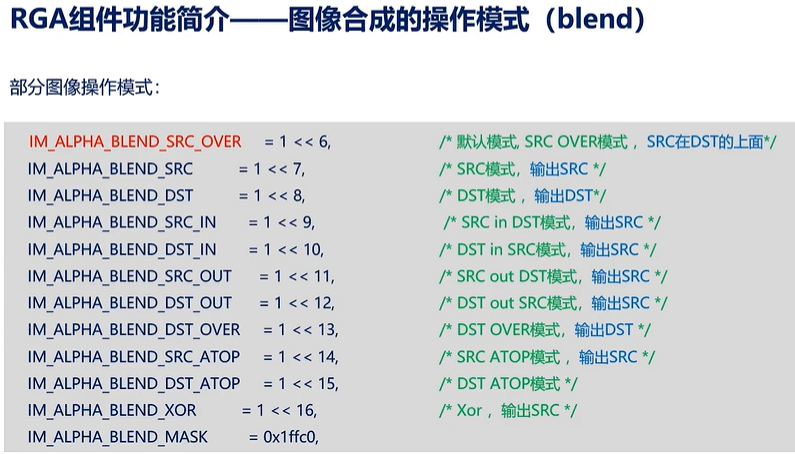 RGA组件功能简介——图像合成的操作模式（blend）
部分图像操作模式：
IM_ALPHA_BLEND_SRC_OVER = 1 << 6, /* 默认模式, SRC OVER模式 ，SRC在DST的上面*/
IM_ALPHA_BLEND_SRC = 1 << 7, /* SRC模式，输出SRC */
IM_ALPHA_BLEND_DST = 1 << 8, /* DST模式，输出DST*/
IM_ALPHA_BLEND_SRC_IN = 1 << 9, /* SRC in DST模式，输出SRC */
IM_ALPHA_BLEND_DST_IN = 1 << 10, /* DST in SRC模式，输出SRC */
IM_ALPHA_BLEND_SRC_OUT = 1 << 11, /* SRC out DST模式，输出SRC */
IM_ALPHA_BLEND_DST_OUT = 1 << 12, /* DST out SRC模式，输出SRC */
IM_ALPHA_BLEND_DST_OVER = 1 << 13, /* DST OVER模式，输出DST */
IM_ALPHA_BLEND_SRC_ATOP = 1 << 14, /* SRC ATOP模式 ，输出SRC */
IM_ALPHA_BLEND_DST_ATOP = 1 << 15, /* DST ATOP模式 */
IM_ALPHA_BLEND_XOR = 1 << 16, /* Xor ，输出SRC */
IM_ALPHA_BLEND_MASK = 0x1ffc0,